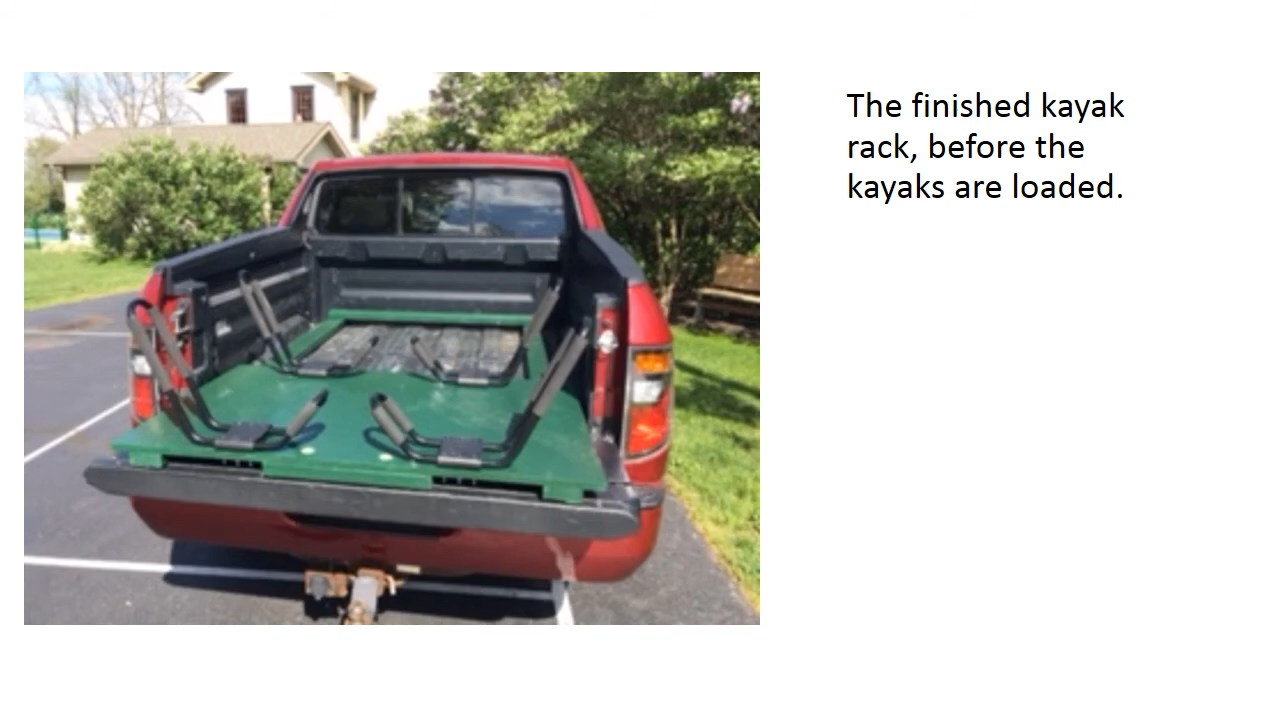 The finished kayak
rack, before the
kayaks are loaded.